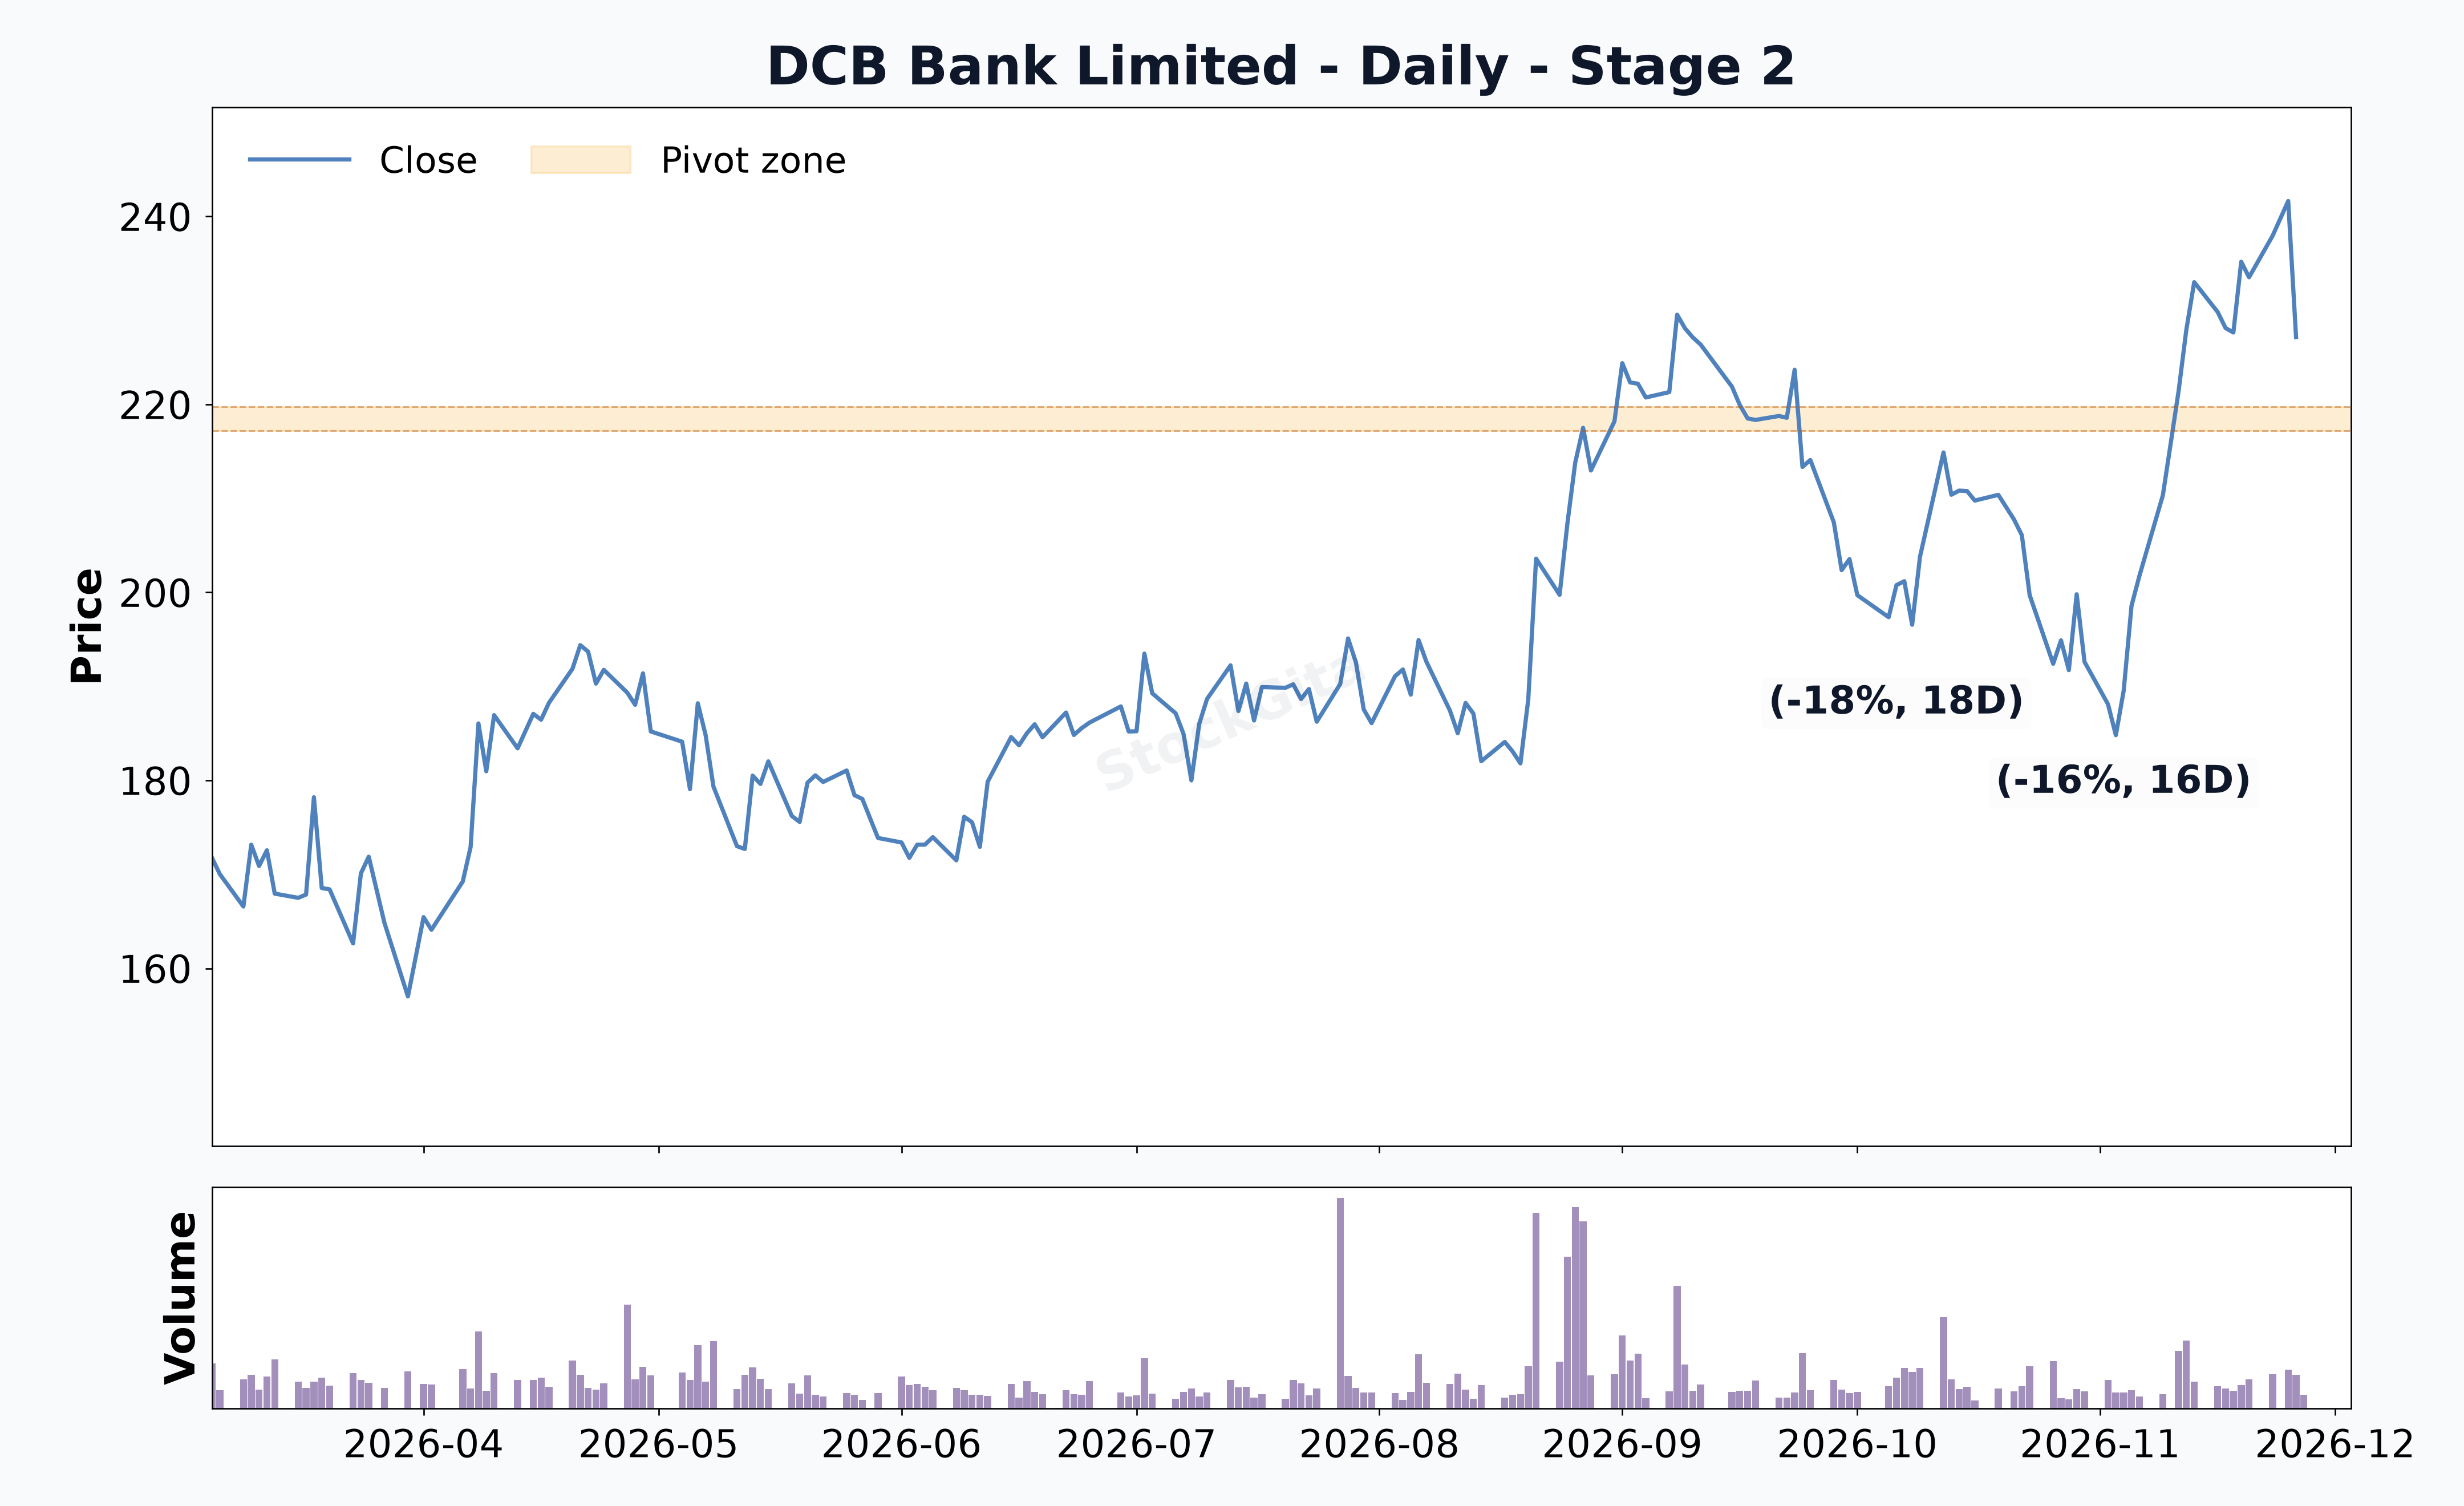 DCB Bank Limited - Daily - Stage 2
Close
Pivot zone
240
220
200
180
160
Price
StockGita
(-18%, 18D)
(-16%, 16D)
Volume
2026-04
2026-05
2026-06
2026-07
2026-08
2026-09
2026-10
2026-11
2026-12